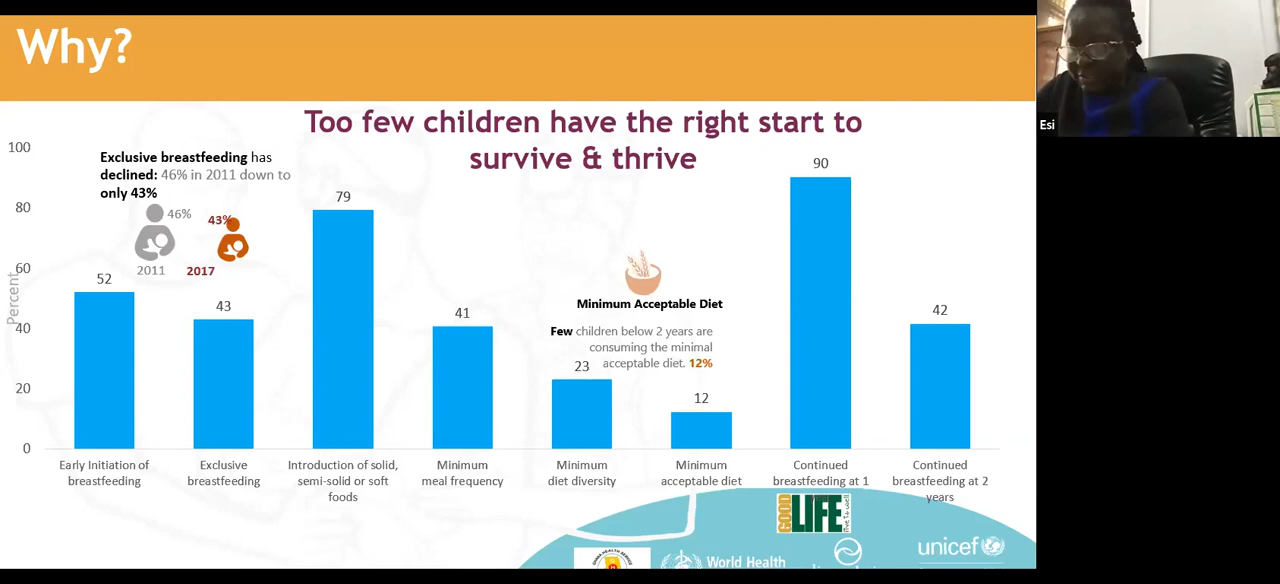 Why?
Too few children have the right start to
survive & thrive
Exclusive breastfeeding has
declined: 46% in 2011 down to
only 43%
46%
43%
2011
2017
Percent
100
80
60
40
20
0
52
43
79
41
23
12
90
42
Minimum Acceptable Diet
Few children below 2 years are
consuming the minimal
acceptable diet. 12%
Early Initiation of
breastfeeding
Exclusive
breastfeeding
Introduction of solid,
semi-solid or soft
foods
Minimum
meal frequency
Minimum
diet diversity
Minimum
acceptable diet
Continued
breastfeeding at 1
Continued
breastfeeding at 2
years
GOOD
LIFE
World Health
unicef
Esi